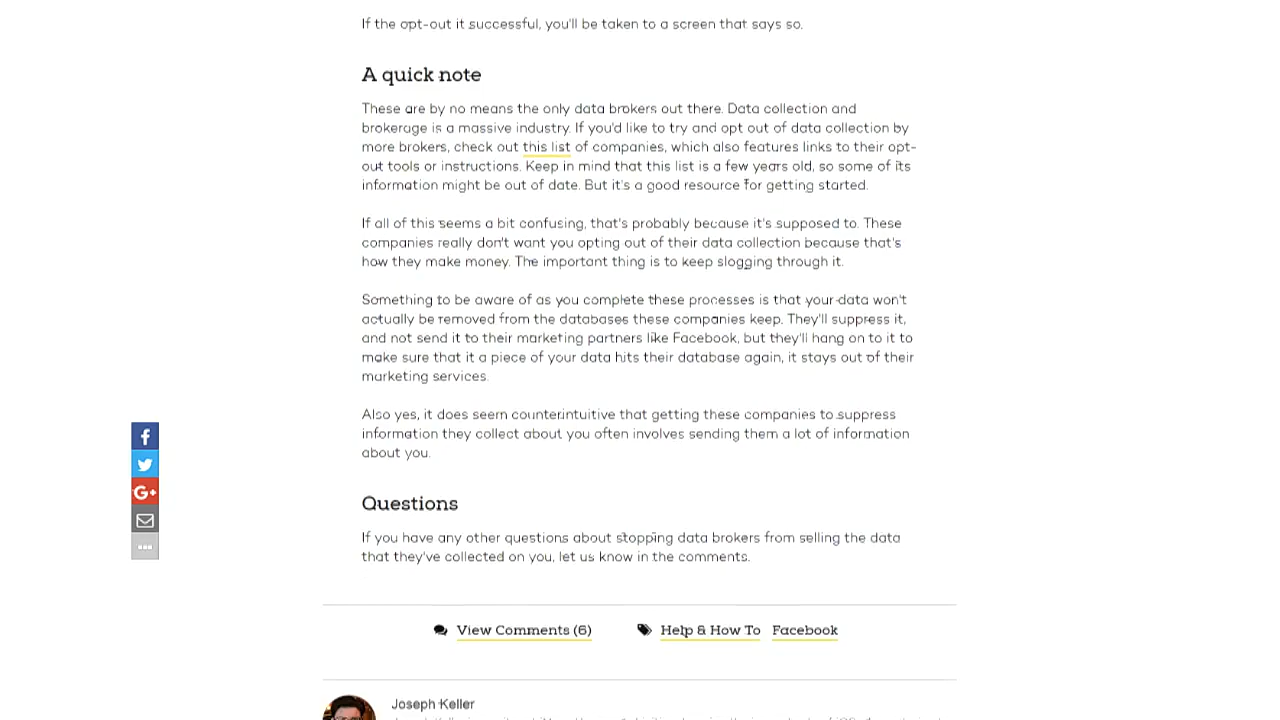 If the opt-out it successful, you'll be taken to a screen that says so.
A quick note
These are by no means the only data brokers out there. Data collection and
brokerage is a massive industry. If you'd like to try and opt out of data collection by
more brokers, check out this list of companies, which also features links to their opt-
out tools or instructions. Keep in mind that this list is a few years old, so some of its
information might be out of date. But it's a good resource for getting started.
If all of this seems a bit confusing, that's probably because it's supposed to. These
companies really don't want you opting out of their data collection because that's
how they make money. The important thing is to keep slogging through it.
Something to be aware of as you complete these processes is that your data won't
actually be removed from the databases these companies keep. They'll suppress it,
and not send it to their marketing partners like Facebook, but they'll hang on to it to
make sure that it a piece of your data hits their database again, it stays out of their
marketing services.
Also yes, it does seem counterintuitive that getting these companies to suppress
information they collect about you often involves sending them a lot of information
about you.
Questions
If you have any other questions about stopping data brokers from selling the data
that they've collected on you, let us know in the comments.
View Comments (6) Help & How To Facebook
Joseph Keller